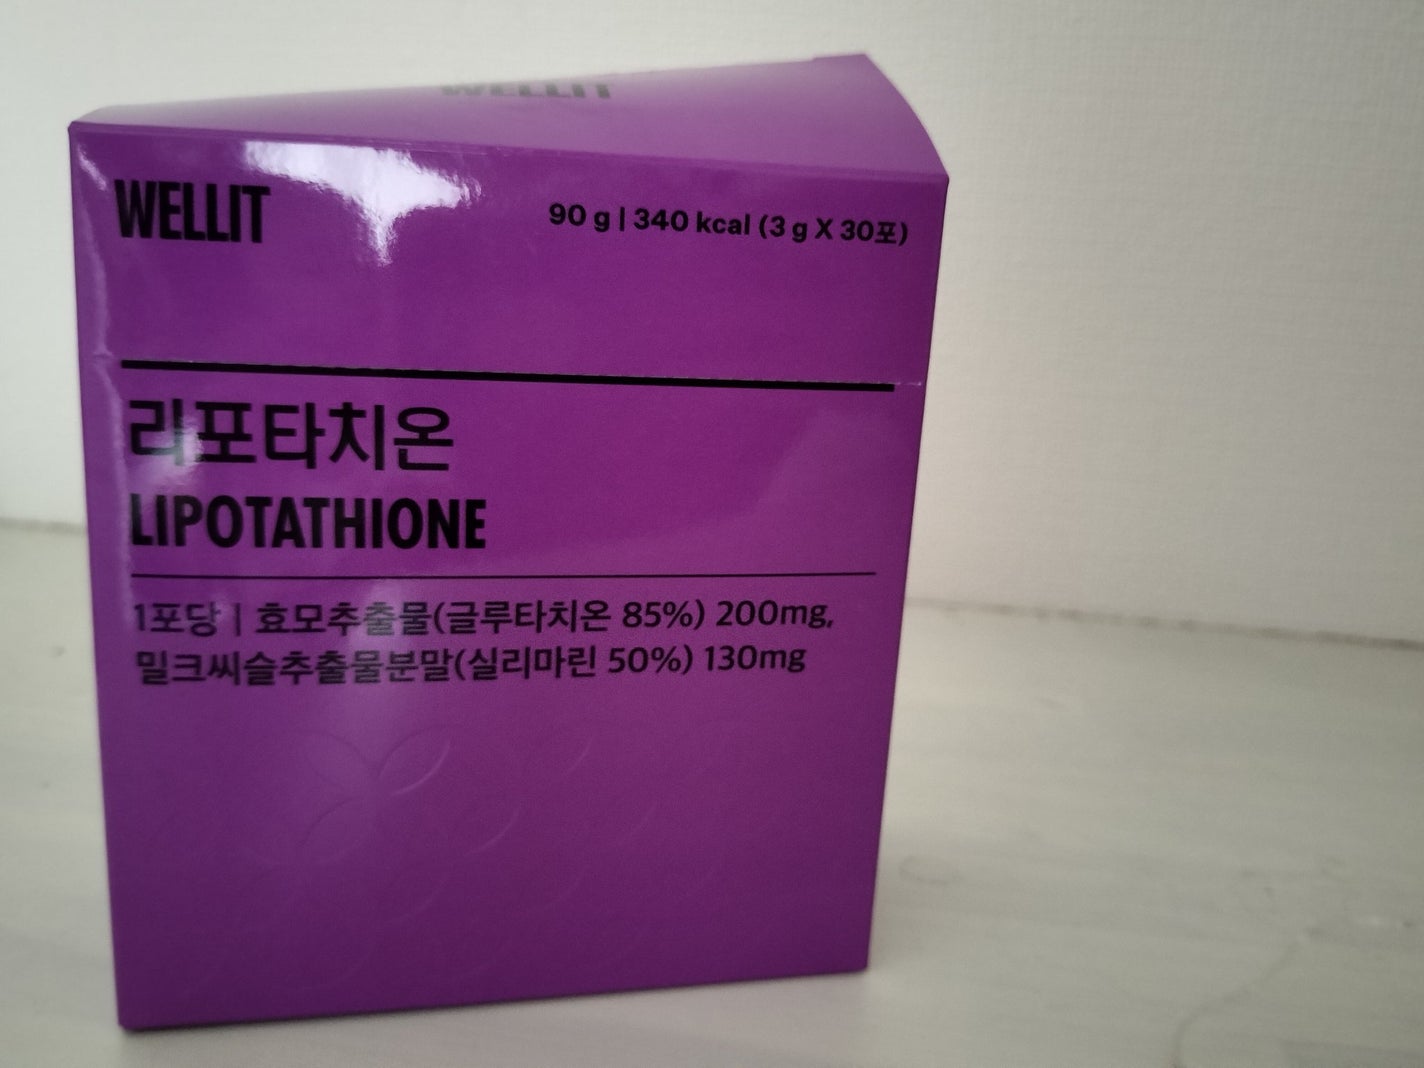 WELLIT
WELLIT
90 g | 340 kcal (3 g X 30포)
리포타치온
LIPOTATHIONE
1포당 | 효모추출물(글루타치온 85%) 200mg,
밀크씨슬추출물분말(실리마린 50%) 130mg